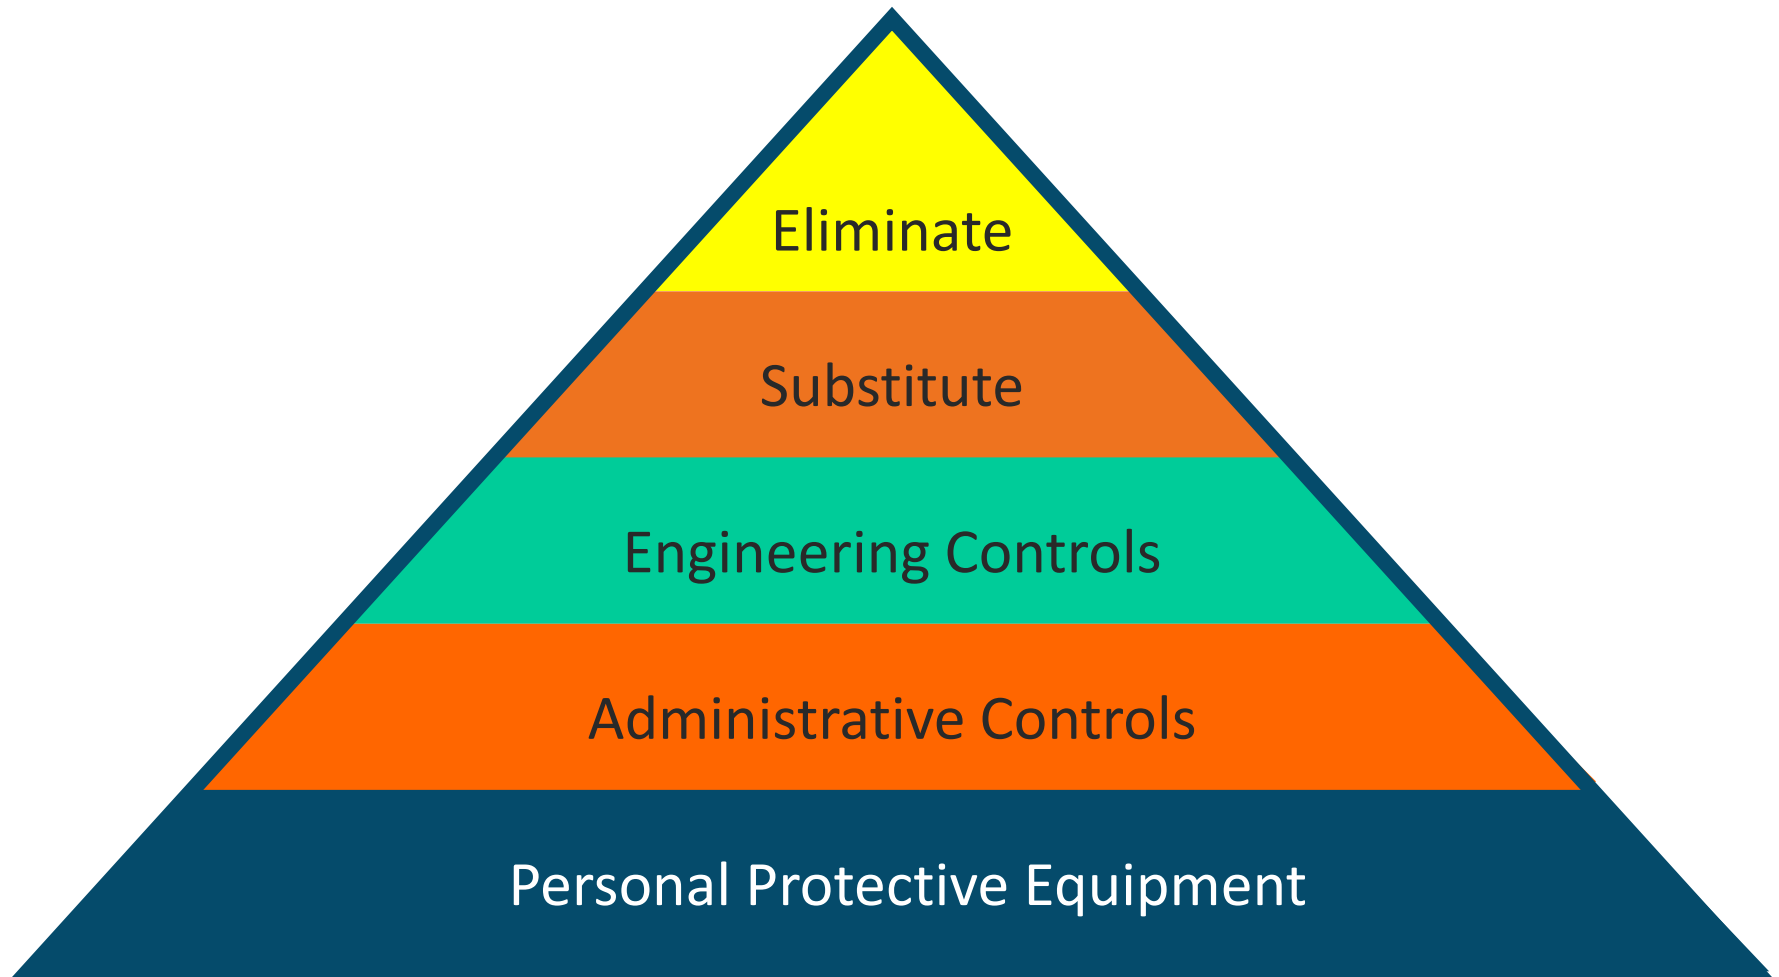 Eliminate
Substitute
Engineering Controls
Administrative Controls
Personal Protective Equipment